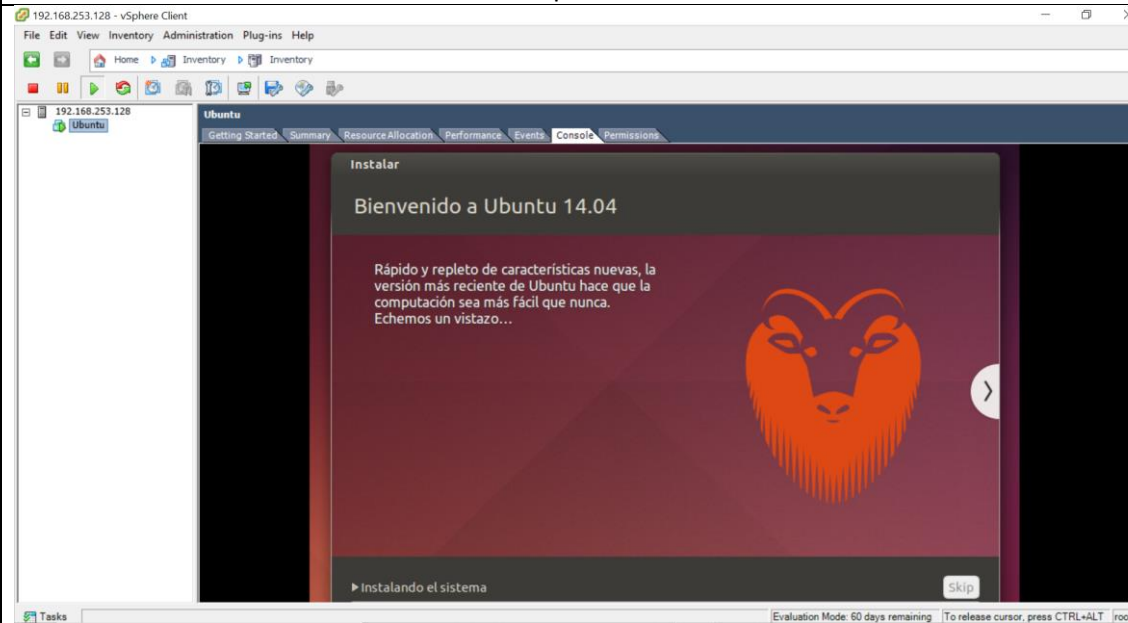 192.168.253.128 - vSphere Client
File Edit View Inventory Administration Plug-ins Help
Home Inventory Inventory
192.168.253.128
Ubuntu
Ubuntu
Getting Started Summary Resource Allocation Performance Events Console Permissions
Instalar
Bienvenido a Ubuntu 14.04
Rápido y repleto de características nuevas, la
versión más reciente de Ubuntu hace que la
computación sea más fácil que nunca.
Echemos un vistazo...
Instalando el sistema
Skip
Tasks
Evaluation Mode: 60 days remaining To release cursor, press CTRL+ALT